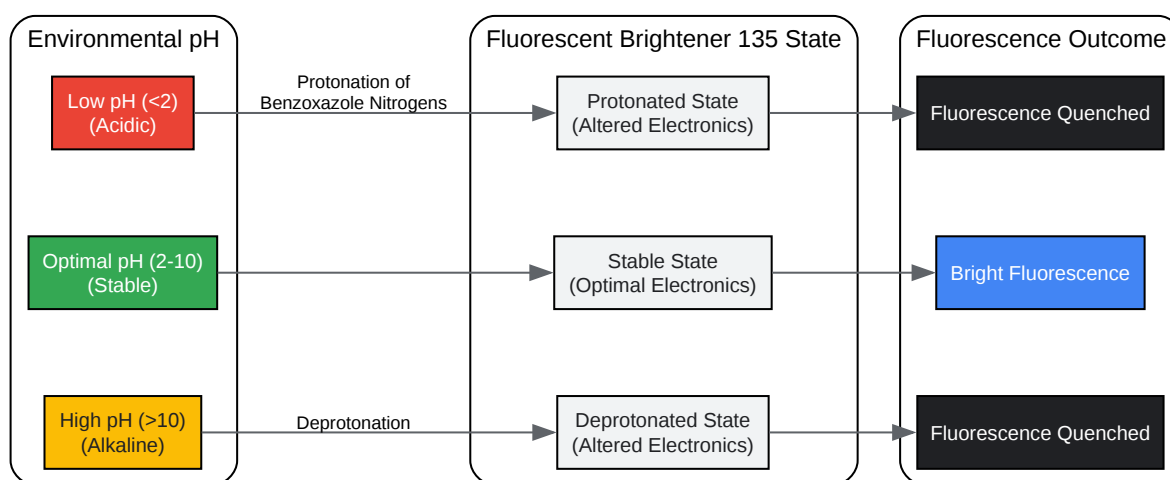 Environmental pH
Fluorescent Brightener 135 State
Fluorescence Outcome
Low pH (<2)
(Acidic)
Protonation of
Benzoxazole Nitrogens
Protonated State
(Altered Electronics)
Fluorescence Quenched
Optimal pH (2-10)
(Stable)
Stable State
(Optimal Electronics)
Bright Fluorescence
High pH (>10)
(Alkaline)
Deprotonation
Deprotonated State
(Altered Electronics)
Fluorescence Quenched